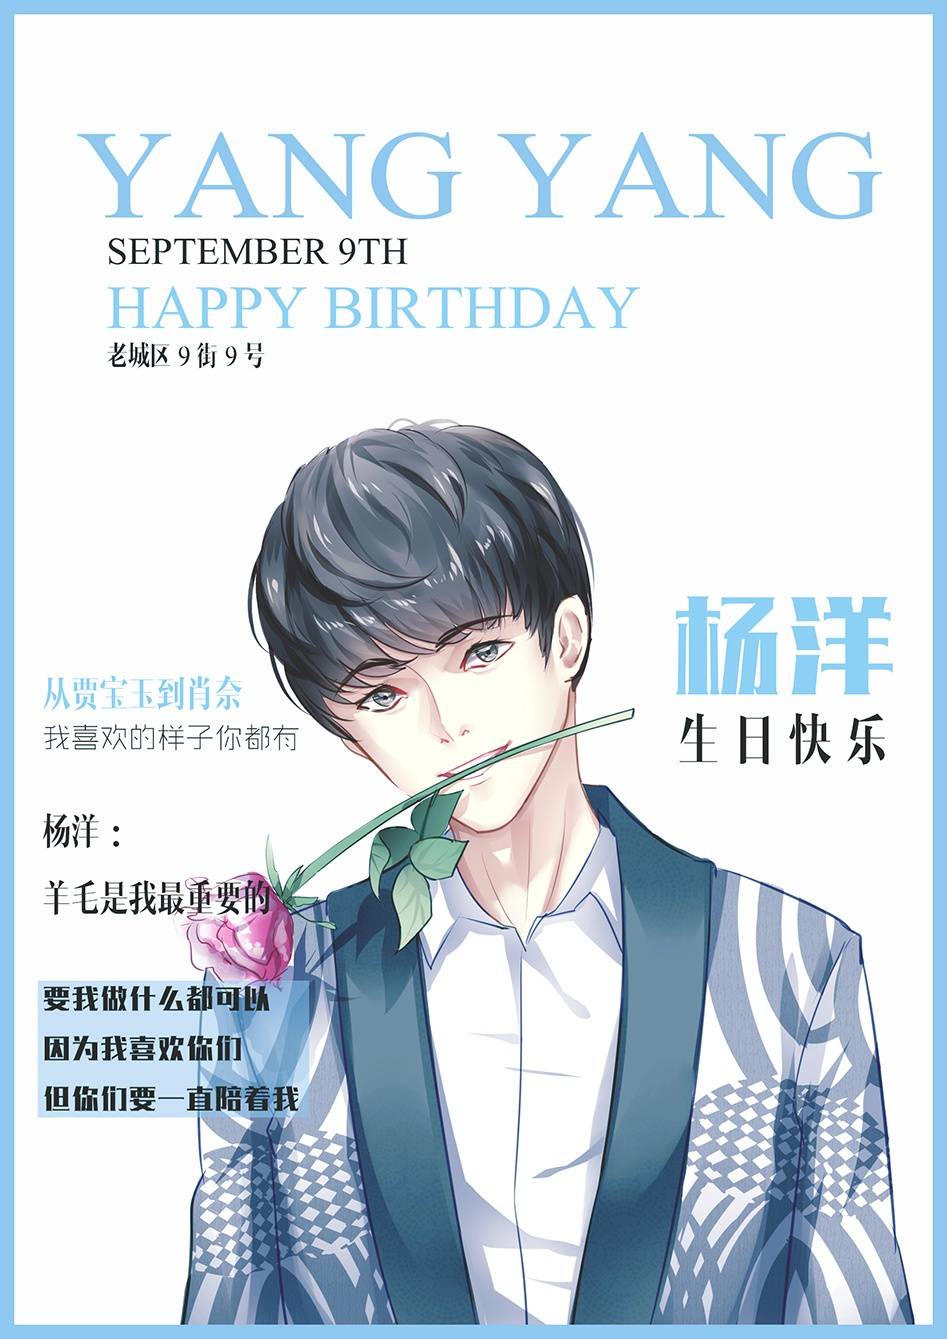 YANG YANG
SEPTEMBER 9TH
HAPPY BIRTHDAY
老城区 9 街 9 号
杨洋
生日快乐
从贾宝玉到肖奈
我喜欢的样子你都有
杨洋：
羊毛是我最重要的
要我做什么都可以
因为我喜欢你们
但你们要一直陪着我